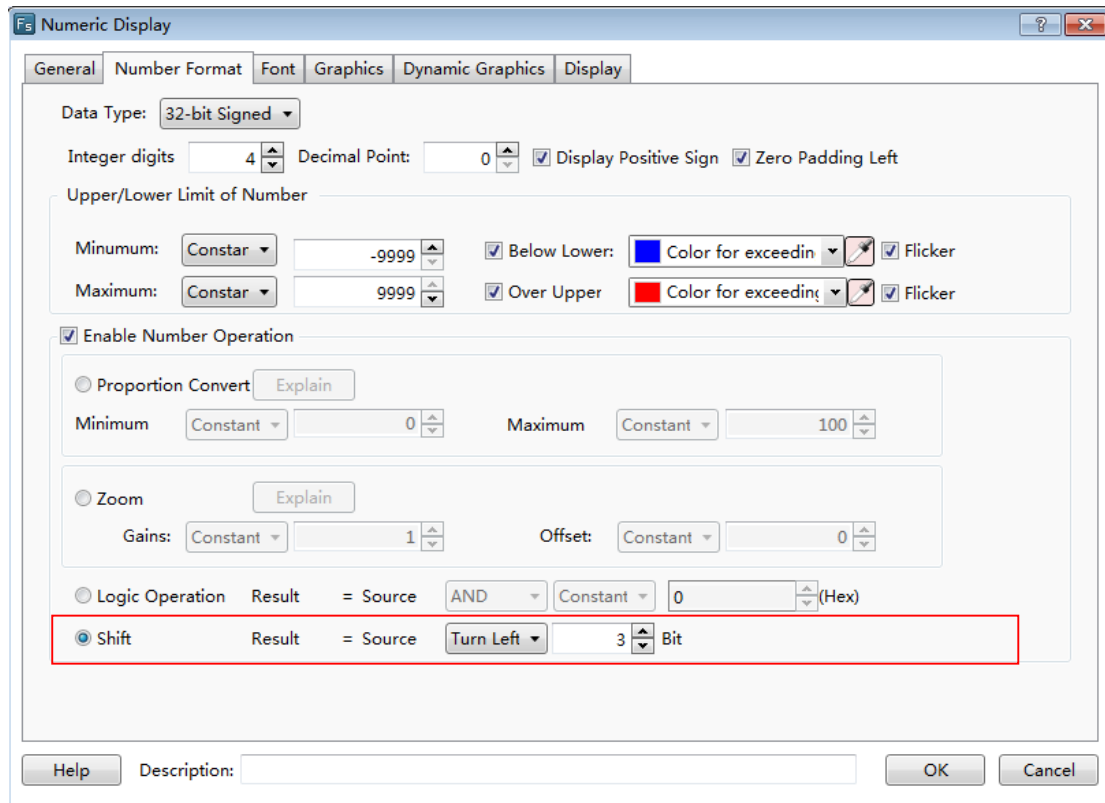 Fs Numeric Display
General Number Format Font Graphics Dynamic Graphics Display
Data Type: 32-bit Signed
Integer digits 4 Decimal Point: 0 Display Positive Sign Zero Padding Left
Upper/Lower Limit of Number
Minumum: Constar -9999 Below Lower: Color for exceedin Flicker
Maximum: Constar 9999 Over Upper Color for exceeding Flicker
Enable Number Operation
Proportion Convert Explain
Minimum Constant 0 Maximum Constant 100
Zoom Explain
Gains: Constant 1 Offset: Constant 0
Logic Operation Result = Source AND Constant 0 (Hex)
Shift Result = Source Turn Left 3 Bit
Help Description: OK Cancel